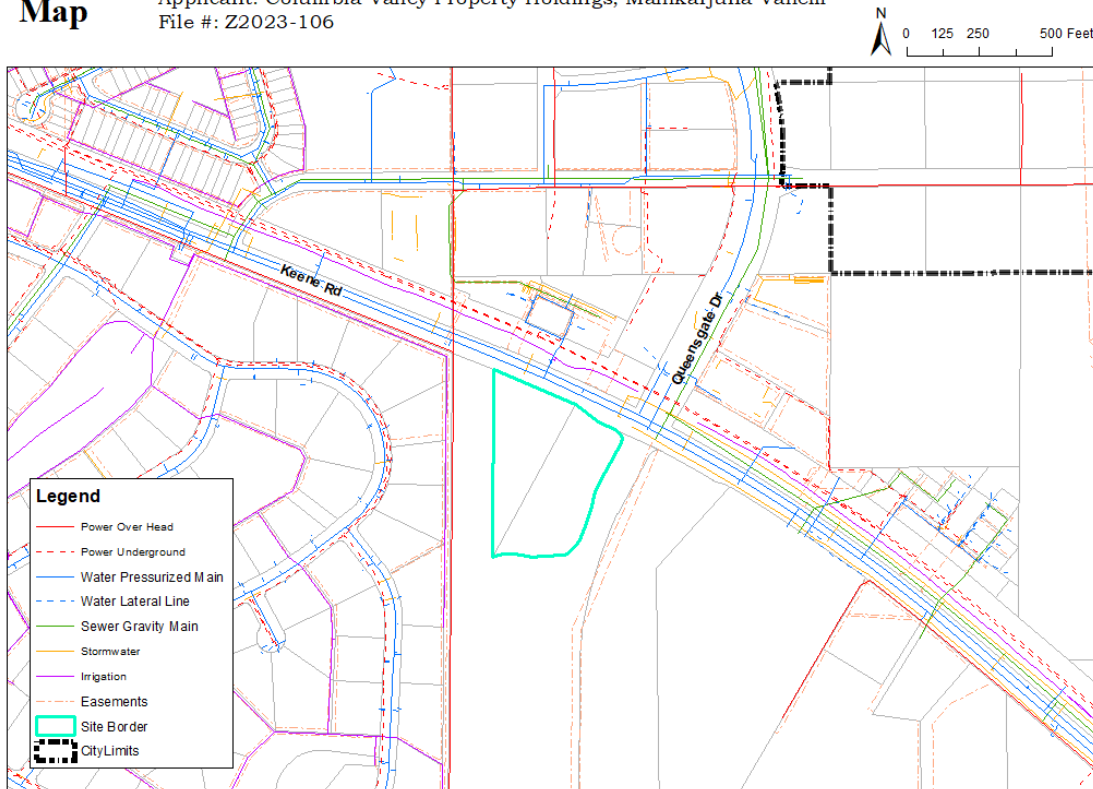 Map
Applicant: Columbia Valley Property Holdings,
File #: Z2023-106
N
0 125 250 500 Feet
Keene Rd
Queensgate Dr
Legend
Power Over Head
Power Underground
Water Pressurized Main
Water Lateral Line
Sewer Gravity Main
Stormwater
Irrigation
Easements
Site Border
CityLimits